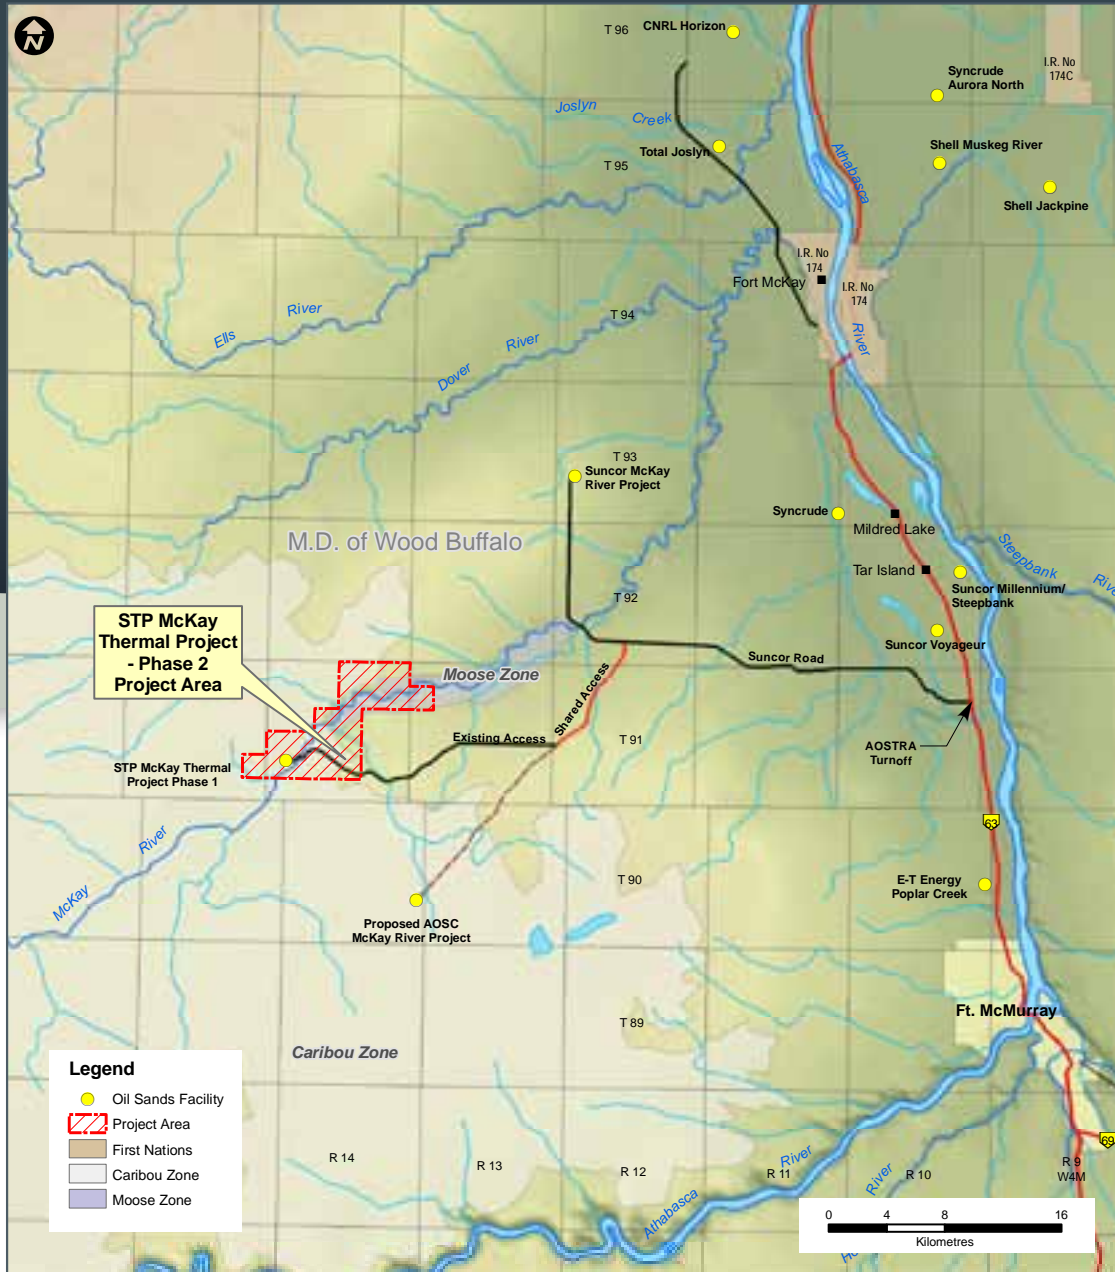 N
T 96
CNRL Horizon
Syncrude
Aurora North
I.R. No
174C
Joslyn
Creek
Total Joslyn
T 95
Athabasca
Shell Muskeg River
Shell Jackpine
I.R. No
174
Fort McKay
I.R. No
174
River
Ells
River
T 94
Dover
River
T 93
Suncor McKay
River Project
Syncrude
Mildred Lake
M.D. of Wood Buffalo
Tar Island
Steepbank
Suncor Millennium/
Steepbank
T 92
STP McKay
Thermal Project
- Phase 2
Project Area
Suncor Voyageur
Suncor Road
Moose Zone
Shared Access
Existing Access
T 91
AOSTRA
Turnoff
STP McKay Thermal
Project Phase 1
63
McKay
River
T 90
E-T Energy
Poplar Creek
Proposed AOSC
McKay River Project
Ft. McMurray
T 89
Caribou Zone
Legend
Oil Sands Facility
Project Area
First Nations
Caribou Zone
Moose Zone
69
R 14
R 13
R 12
R 11
R 10
R 9
W4M
Athabasca
River
River
0
4
8
16
Kilometres